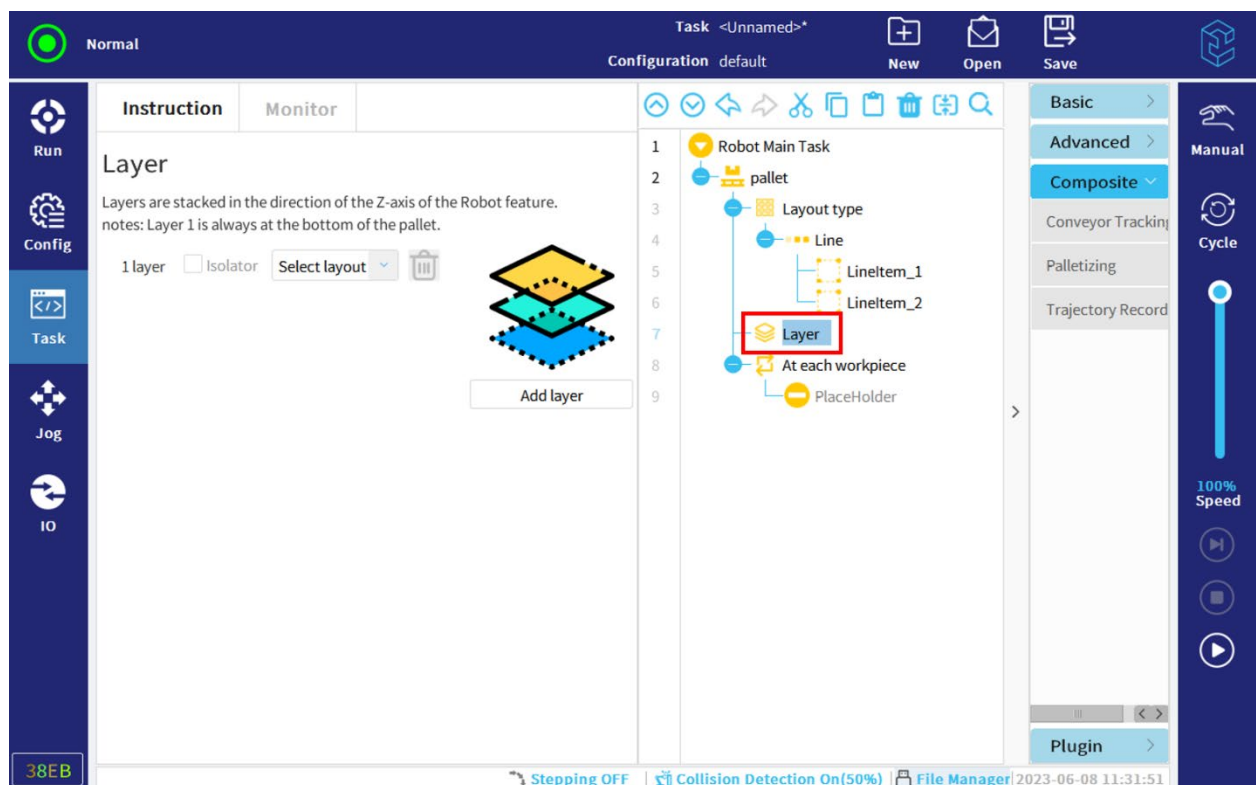 Normal
Task <Unnamed>*
Configuration default
New
Open
Save
Run
Config
Task
Jog
IO
38EB
Instruction
Monitor
Layer
Layers are stacked in the direction of the Z-axis of the Robot feature.
notes: Layer 1 is always at the bottom of the pallet.
1 layer Isolator Select layout
Add layer
1 Robot Main Task
2 pallet
3 Layout type
4 Line
5 LineItem_1
6 LineItem_2
7 Layer
8 At each workpiece
9 PlaceHolder
Basic
Advanced
Composite
Conveyor Tracking
Palletizing
Trajectory Record
Plugin
Manual
Cycle
100%
Speed
Stepping OFF | Collision Detection On(50%) | File Manager 2023-06-08 11:31:51